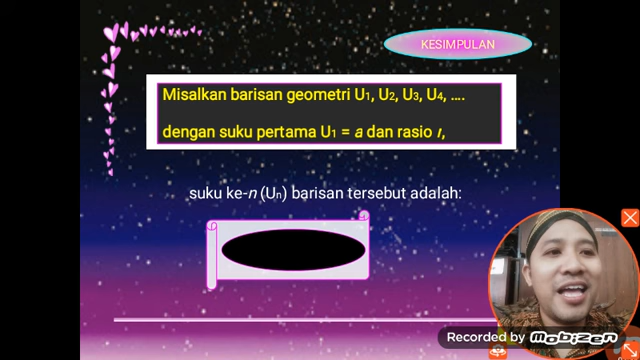 KESIMPULAN
Misalkan barisan geometri U₁, U₂, U₃, U₄, ....
dengan suku pertama U₁ = a dan rasio r,
suku ke-n (Uₙ) barisan tersebut adalah:
Recorded by mobizen